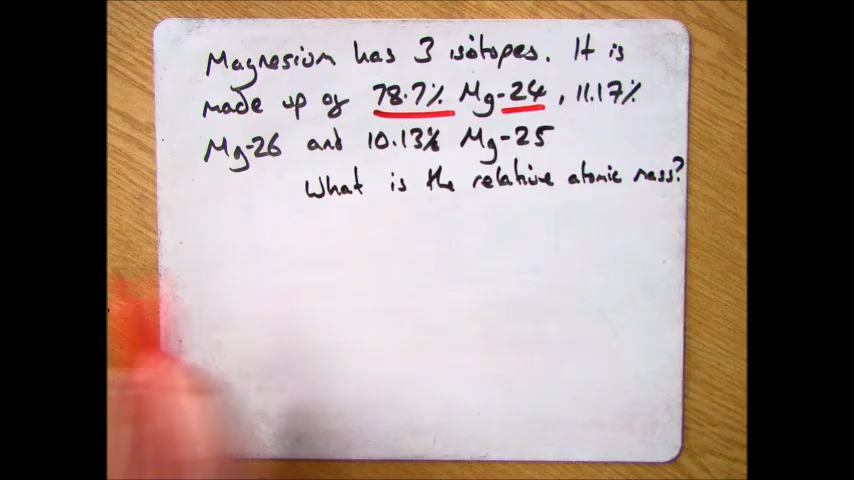 Magnesium has 3 isotopes. It is
made up of 78.7% Mg-24, 11.17%
Mg-26 and 10.13% Mg-25
What is the relative atomic mass?